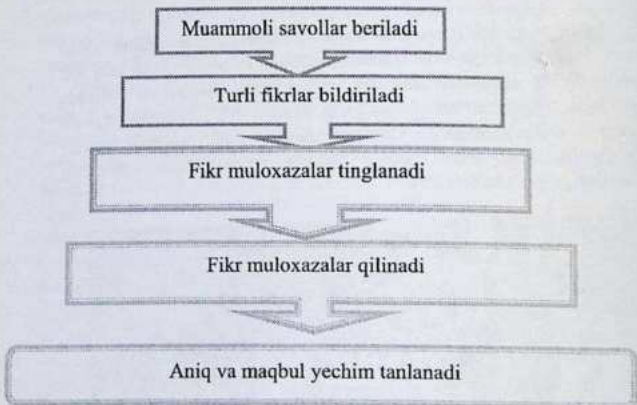 Muammoli savollar beriladi
Turli fikrlar bildiriladi
Fikr muloxazalar tinglanadi
Fikr muloxazalar qilinadi
Aniq va maqbul yechim tanlanadi